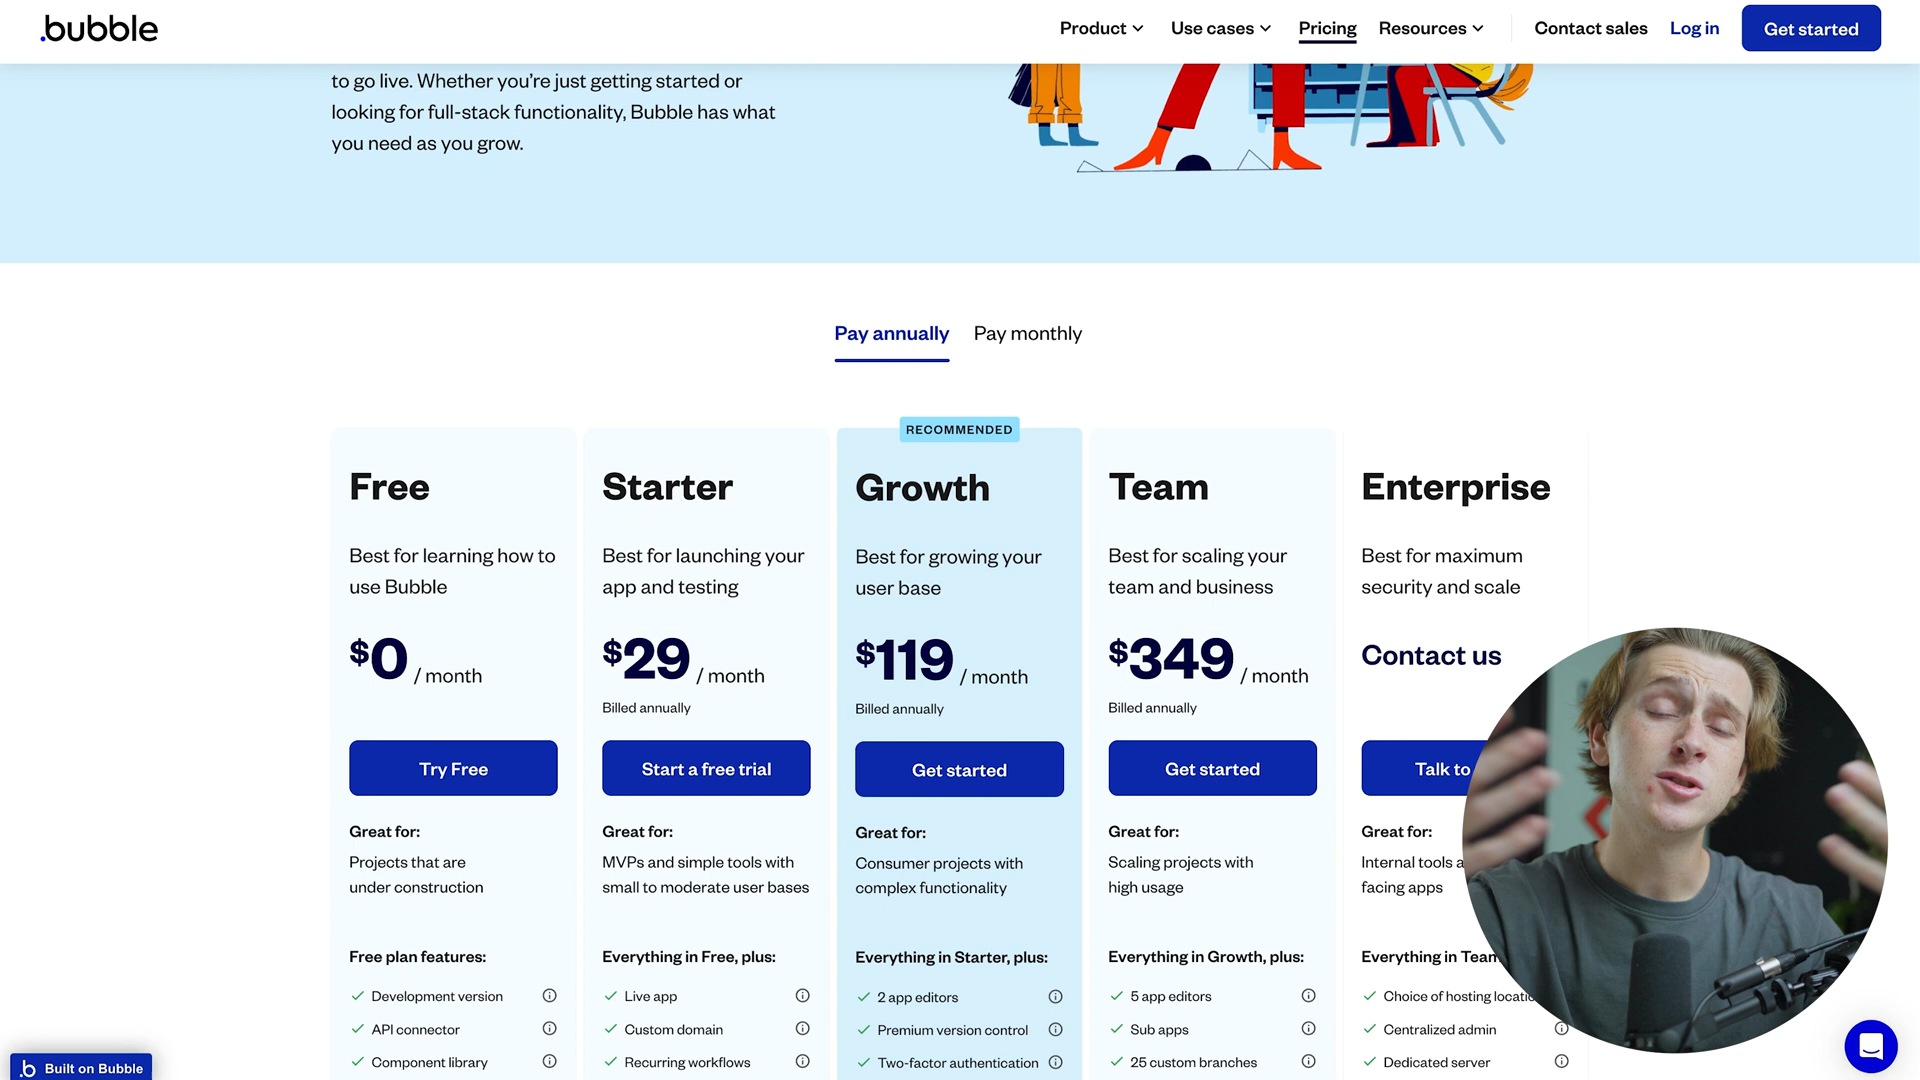 .bubble
Product
Use cases
Pricing
Resources
Contact sales
Log in
Get started
to go live. Whether you're just getting started or
looking for full-stack functionality, Bubble has what
you need as you grow.
Pay annually
Pay monthly
Free
Best for learning how to
use Bubble
$0 / month
Try Free
Great for:
Projects that are
under construction
Free plan features:
Development version
API connector
Component library
Starter
Best for launching your
app and testing
$29 / month
Billed annually
Start a free trial
Great for:
MVPs and simple tools with
small to moderate user bases
Everything in Free, plus:
Live app
Custom domain
Recurring workflows
RECOMMENDED
Growth
Best for growing your
user base
$119 / month
Billed annually
Get started
Great for:
Consumer projects with
complex functionality
Everything in Starter, plus:
2 app editors
Premium version control
Two-factor authentication
Team
Best for scaling your
team and business
$349 / month
Billed annually
Get started
Great for:
Scaling projects with
high usage
Everything in Growth, plus:
5 app editors
Sub apps
25 custom branches
Enterprise
Best for maximum
security and scale
Contact us
Talk to
Great for:
Internal tools
facing apps
Everything in Team
Choice of hosting
Centralized admin
Dedicated server
.b Built on Bubble